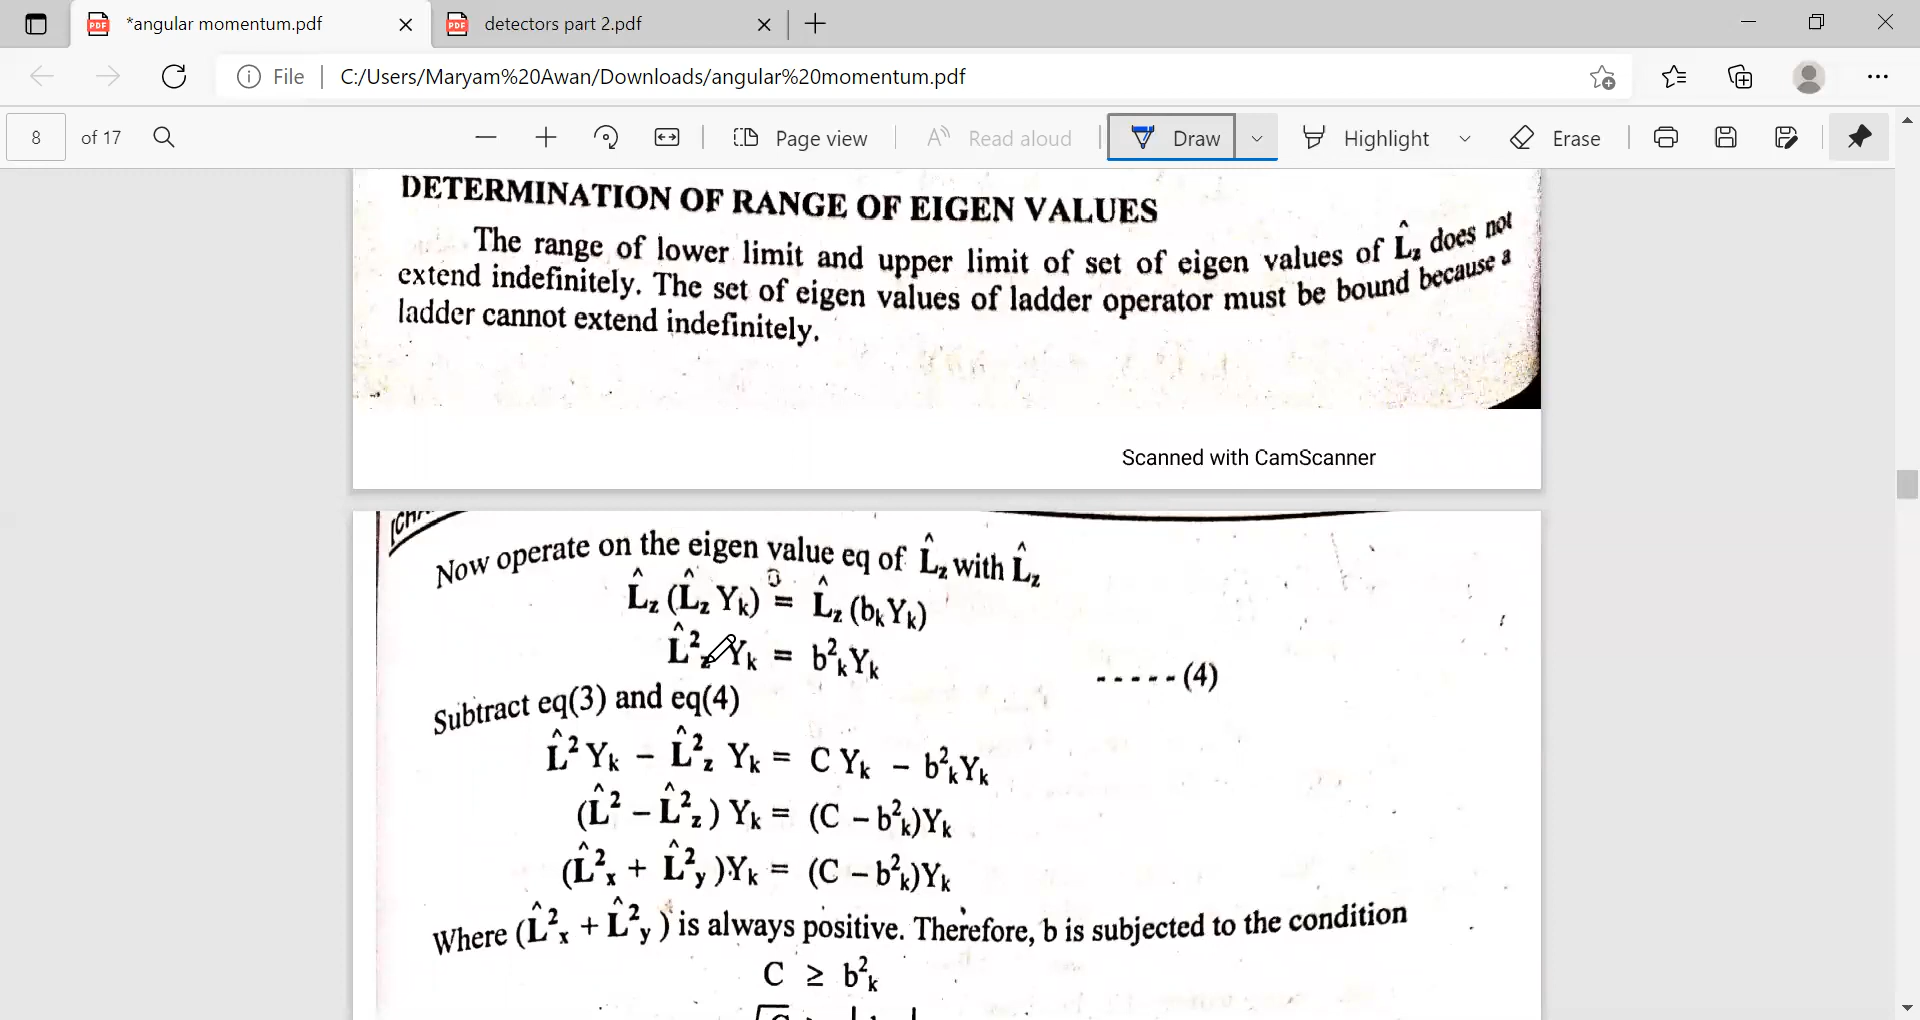 *angular momentum.pdf
detectors part 2.pdf
File
C:/Users/Maryam%20Awan/Downloads/angular%20momentum.pdf
8 of 17
Page view
Read aloud
Draw
Highlight
Erase
DETERMINATION OF RANGE OF EIGEN VALUES
The range of lower limit and upper limit of set of eigen values of L̂z does not
extend indefinitely. The set of eigen values of ladder operator must be bound because a
ladder cannot extend indefinitely.
Scanned with CamScanner
Now operate on the eigen value eq of L̂z with L̂z
L̂z (L̂z Yk) = L̂z (bk Yk)
L̂²z Yk = b²k Yk
- - - - - (4)
Subtract eq(3) and eq(4)
L̂² Yk – L̂²z Yk = C Yk – b²k Yk
(L̂² – L̂²z ) Yk = (C – b²k)Yk
(L̂²x + L̂²y )Yk = (C – b²k)Yk
Where (L̂²x + L̂²y ) is always positive. Therefore, b is subjected to the condition
C ≥ b²k